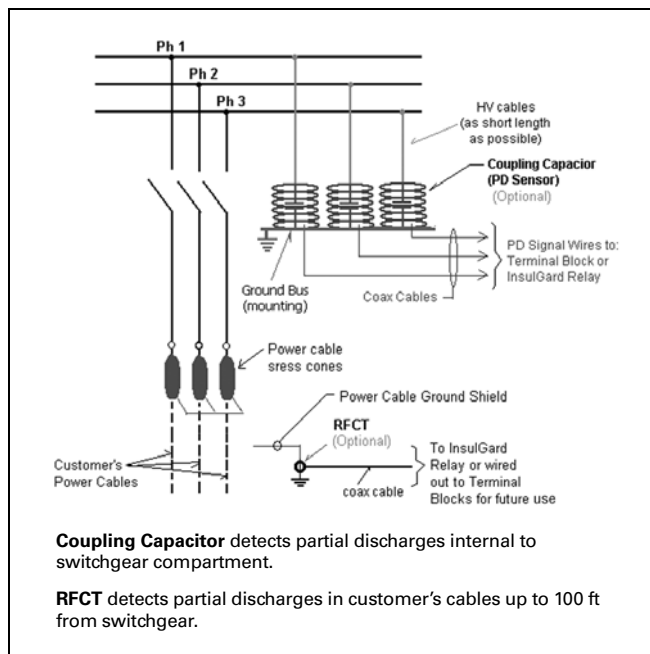 Ph 1
Ph 2
Ph 3
HV cables
(as short length
as possible)
Coupling Capacior
(PD Sensor)
(Optional)
PD Signal Wires to:
Terminal Block or
InsulGard Relay
Ground Bus
(mounting)
Coax Cables
Power cable
sress cones
Power Cable Ground Shield
RFCT
(Optional)
To InsulGard
Relay or wired
out to Terminal
Blocks for future use
coax cable
Customer's
Power Cables
Coupling Capacitor detects partial discharges internal to
switchgear compartment.
RFCT detects partial discharges in customer's cables up to 100 ft
from switchgear.